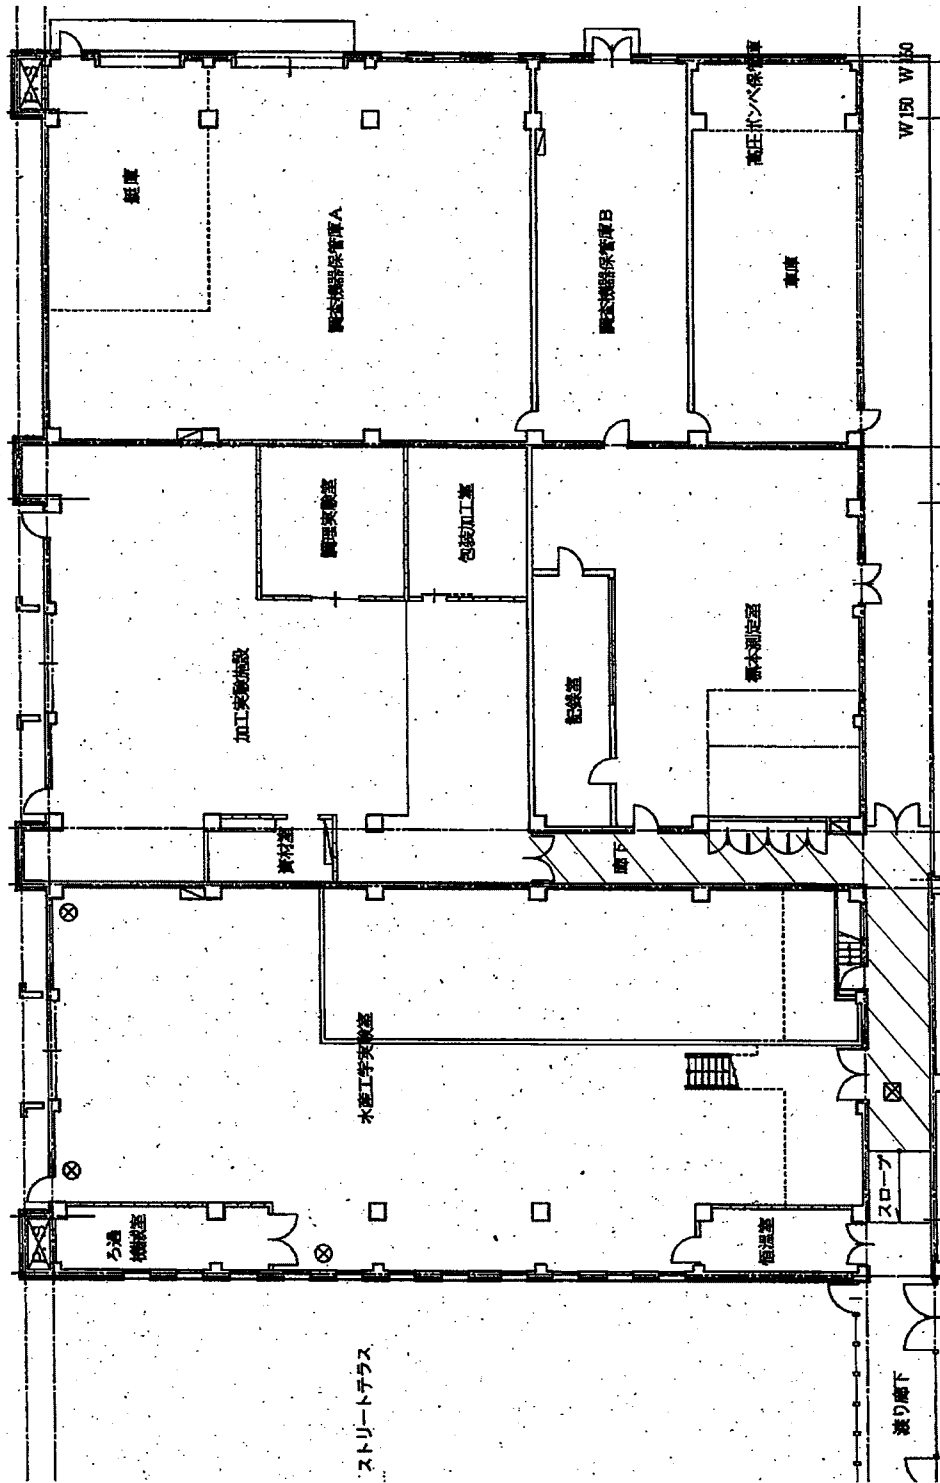 艇庫
調査機器保管庫A
調査機器保管庫B
高圧ボンベ保管庫
車庫
W150
W150
調理実験室
包装加工室
加工実験施設
記録室
標本測定室
資材室
廊下
水産工学実験室
ろ過
機械室
恒温室
スロープ
ストリートテラス
渡り廊下
PS
PS